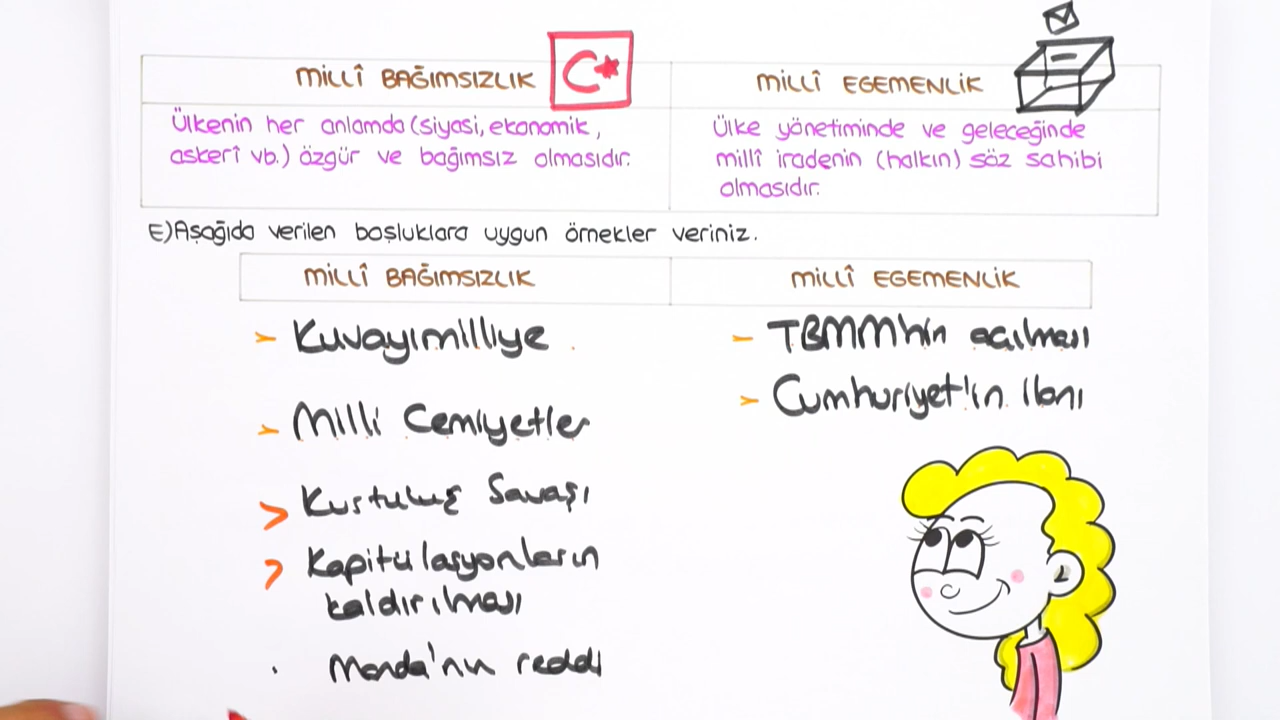 MİLLÎ BAĞIMSIZLIK
MİLLÎ EGEMENLİK
Ülkenin her anlamda (siyasi, ekonomik,
askerî vb.) özgür ve bağımsız olmasıdır.
Ülke yönetiminde ve geleceğinde
millî iradenin (halkın) söz sahibi
olmasıdır.
E) Aşağıda verilen boşluklara uygun örnekler veriniz.
MİLLÎ BAĞIMSIZLIK
MİLLÎ EGEMENLİK
Kuvayımilliye
Milli Cemiyetler
Kurtuluş Savaşı
Kapitülasyonların
kaldırılması
Manda'nın reddi
TBMM'nin açılması
Cumhuriyet'in ilanı